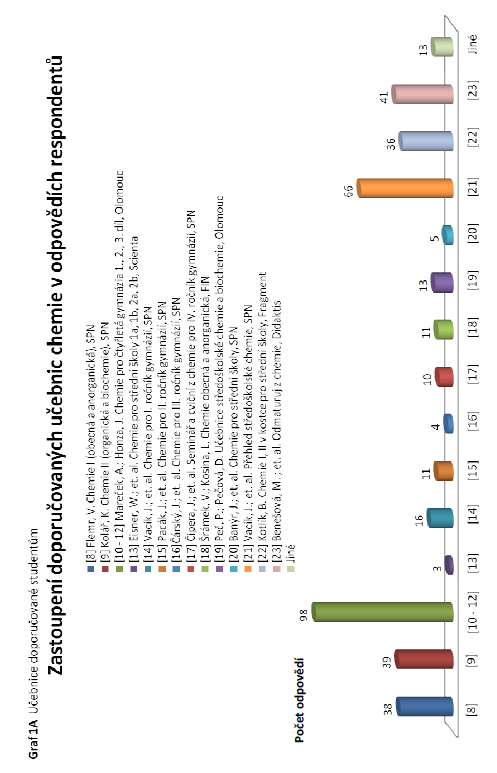 Graf 1A Učebnice doporučované studentům
Zastoupení doporučovaných učebnic chemie v odpovědích respondentů
[8] Flemr, V. Chemie I (obecná a anorganická), SPN
[9] Kolář, K. Chemie II (organická a biochemie), SPN
[10 - 12] Mareček, A.; Honza, J. Chemie pro čtyřletá gymnázia 1., 2., 3. díl, Olomouc
[13] Eisner, W.; et. al. Chemie pro střední školy 1a, 1b, 2a, 2b, Scienta
[14] Vacík, J.; et. al. Chemie pro I. ročník gymnázií, SPN
[15] Pacák, J.; et. al. Chemie pro II. ročník gymnázií, SPN
[16] Čárský, J.; et. al. Chemie pro III. ročník gymnázií, SPN
[17] Čipera, J.; et. al. Seminář a cviční z chemie pro IV. ročník gymnázií, SPN
[18] Šrámek, V.; Kosina, L. Chemie obecná a anorganická, FIN
[19] Peč, P.; Pečová, D. Učebnice středoškolské chemie a biochemie, Olomouc
[20] Banýr, J.; et. al. Chemie pro střední školy, SPN
[21] Vacík, J.; et. al. Přehled středoškolské chemie, SPN
[22] Kotlík, B. Chemie I, II v kostce pro střední školy, Fragment
[23] Benešová, M.; et. al. Odmaturuj z chemie, Didaktis
Jiné
Počet odpovědí
38
39
98
3
16
11
4
10
11
13
5
66
36
41
13
[8]
[9]
[10 - 12]
[13]
[14]
[15]
[16]
[17]
[18]
[19]
[20]
[21]
[22]
[23]
Jiné